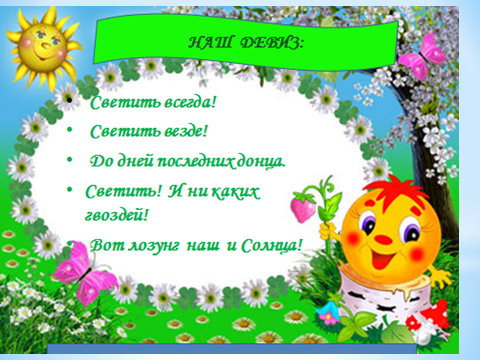 НАШ ДЕВИЗ:
• Светить всегда!
• Светить везде!
• До дней последних донца.
• Светить! И ни каких
гвоздей!
• Вот лозунг наш и Солнца!